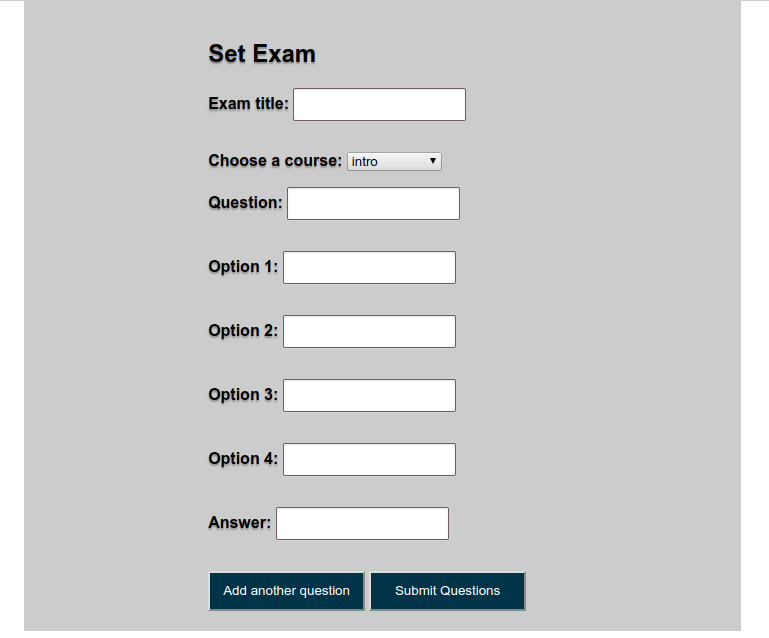 Set Exam
Exam title:
Choose a course: intro
Question:
Option 1:
Option 2:
Option 3:
Option 4:
Answer:
Add another question Submit Questions